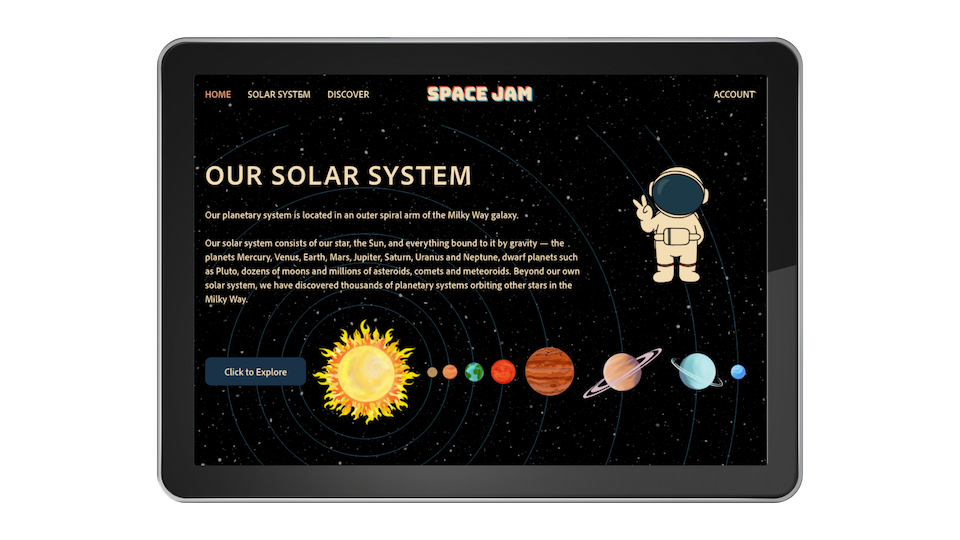 HOME SOLAR SYSTEM DISCOVER SPACE JAM ACCOUNT
OUR SOLAR SYSTEM
Our planetary system is located in an outer spiral arm of the Milky Way galaxy.
Our solar system consists of our star, the Sun, and everything bound to it by gravity — the
planets Mercury, Venus, Earth, Mars, Jupiter, Saturn, Uranus and Neptune, dwarf planets such
as Pluto, dozens of moons and millions of asteroids, comets and meteoroids. Beyond our own
solar system, we have discovered thousands of planetary systems orbiting other stars in the
Milky Way.
Click to Explore